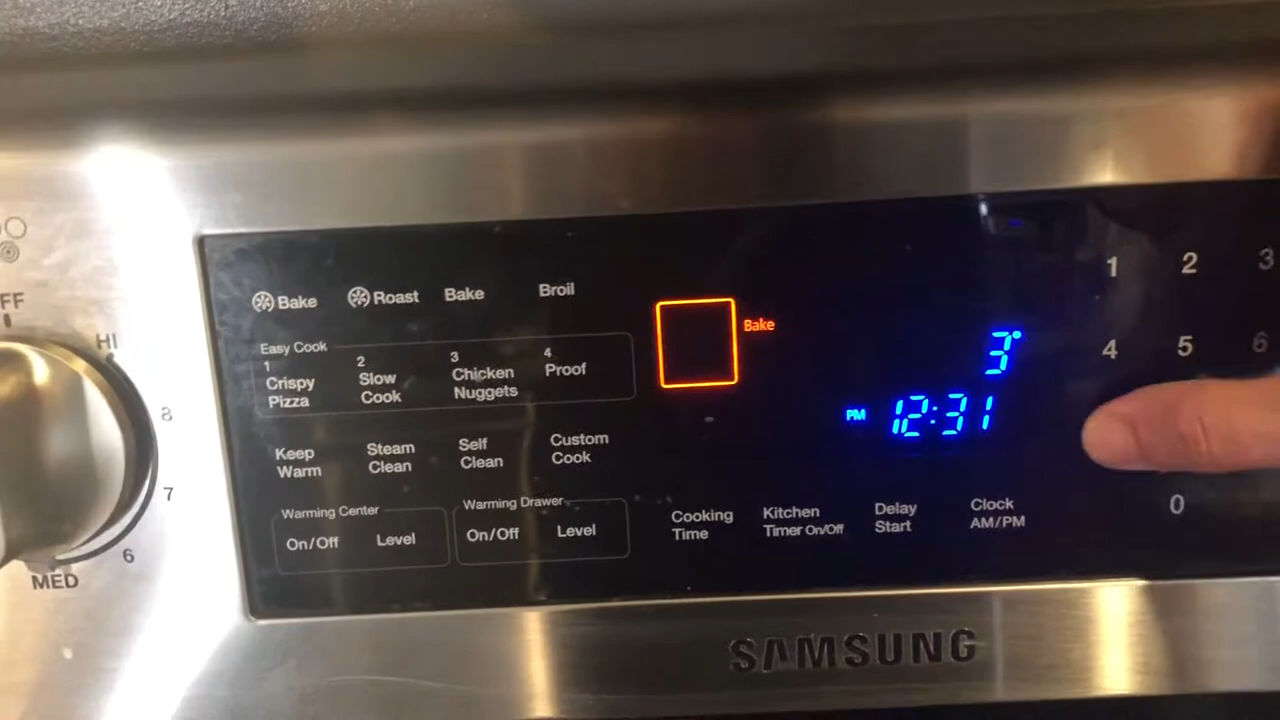 FF
HI
8
7
6
MED
Bake Roast Bake Broil
Easy Cook
1 Crispy Pizza
2 Slow Cook
3 Chicken Nuggets
4 Proof
Keep Warm
Steam Clean
Self Clean
Custom Cook
Warming Center
On/Off Level
Warming Drawer
On/Off Level
Bake
3°
PM 12:31
Cooking Time
Kitchen Timer On/Off
Delay Start
Clock AM/PM
1 2 3
4 5 6
0
SAMSUNG